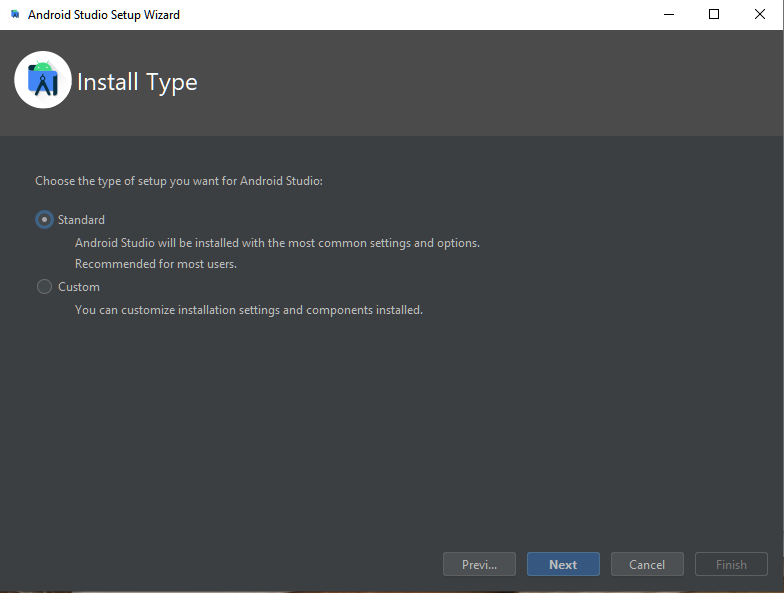 Android Studio Setup Wizard
Install Type
Choose the type of setup you want for Android Studio:
Standard
Android Studio will be installed with the most common settings and options.
Recommended for most users.
Custom
You can customize installation settings and components installed.
Previ... Next Cancel Finish